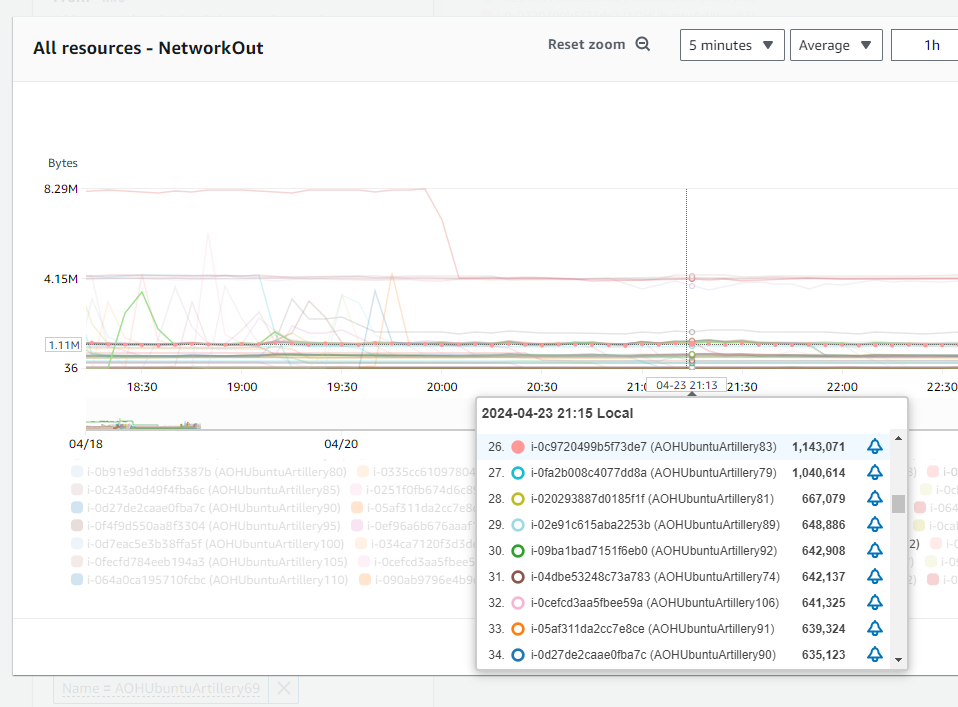 All resources - NetworkOut
Reset zoom
5 minutes
Average
1h
Bytes
8.29M
4.15M
1.11M
36
18:30 19:00 19:30 20:00 20:30 21:0 04-23 21:13 21:30 22:00 22:30
04/18 04/20
2024-04-23 21:15 Local
26. i-0c9720499b5f73de7 (AOHUbuntuArtillery83) 1,143,071
27. i-0fa2b008c4077dd8a (AOHUbuntuArtillery79) 1,040,614
28. i-020293887d0185f1f (AOHUbuntuArtillery81) 667,079
29. i-02e91c615aba2253b (AOHUbuntuArtillery89) 648,886
30. i-09ba1bad7151f6eb0 (AOHUbuntuArtillery92) 642,908
31. i-04dbe53248c73a783 (AOHUbuntuArtillery74) 642,137
32. i-0cefcd3aa5fbee59a (AOHUbuntuArtillery106) 641,325
33. i-05af311da2cc7e8ce (AOHUbuntuArtillery91) 639,324
34. i-0d27de2caae0fba7c (AOHUbuntuArtillery90) 635,123
i-0b91e9d1ddbf3387b (AOHUbuntuArtillery80) i-0335cc61097804
i-0c243a0d49f4fba6c (AOHUbuntuArtillery85) i-0251f0fb674d6c8
i-0d27de2caae0fba7c (AOHUbuntuArtillery90) i-05af311da2cc7e8c
i-0f4f9d550aa8f3304 (AOHUbuntuArtillery95) i-0ef96a6b676aaaf
i-0d7eac5e3b38ffa5f (AOHUbuntuArtillery100) i-034ca7120f3d3d
i-0fecfd784eeb1af3e (AOHUbuntuArtillery105) i-0cefcd3aa5fbee5
i-064a0ca195710fcbc (AOHUbuntuArtillery110) i-090ab9796e4b9
Name = AOHUbuntuArtillery69